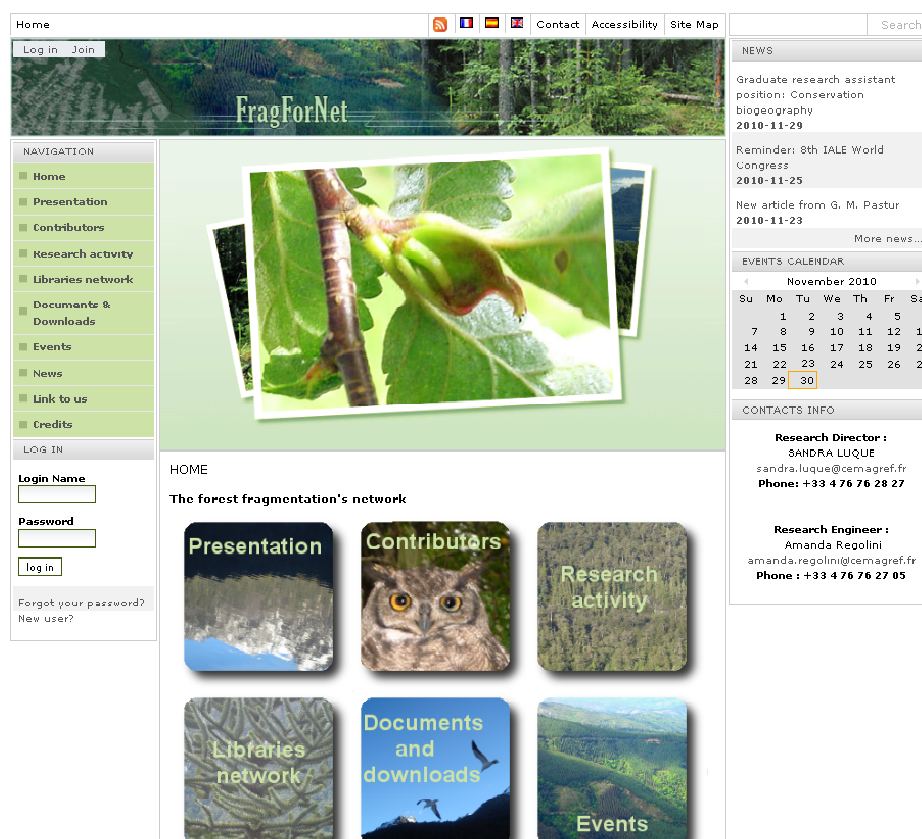 Home
Contact
Accessibility
Site Map
Search
Log in Join
FragForNet
NAVIGATION
Home
Presentation
Contributors
Research activity
Libraries network
Documents &
Downloads
Events
News
Link to us
Credits
LOG IN
Login Name
Password
log in
Forgot your password?
New user?
HOME
The forest fragmentation's network
Presentation
Contributors
Research
activity
Libraries
network
Documents
and
downloads
Events
NEWS
Graduate research assistant
position: Conservation
biogeography
2010-11-29
Reminder: 8th IALE World
Congress
2010-11-25
New article from G. M. Pastur
2010-11-23
More news...
EVENTS CALENDAR
November 2010
Su Mo Tu We Th Fr Sa
1 2 3 4 5
7 8 9 10 11 12 1
14 15 16 17 18 19 2
21 22 23 24 25 26 2
28 29 30
CONTACTS INFO
Research Director :
SANDRA LUQUE
sandra.luque@cemagref.fr
Phone: +33 4 76 76 28 27
Research Engineer :
Amanda Regolini
amanda.regolini@cemagref.fr
Phone : +33 4 76 76 27 05